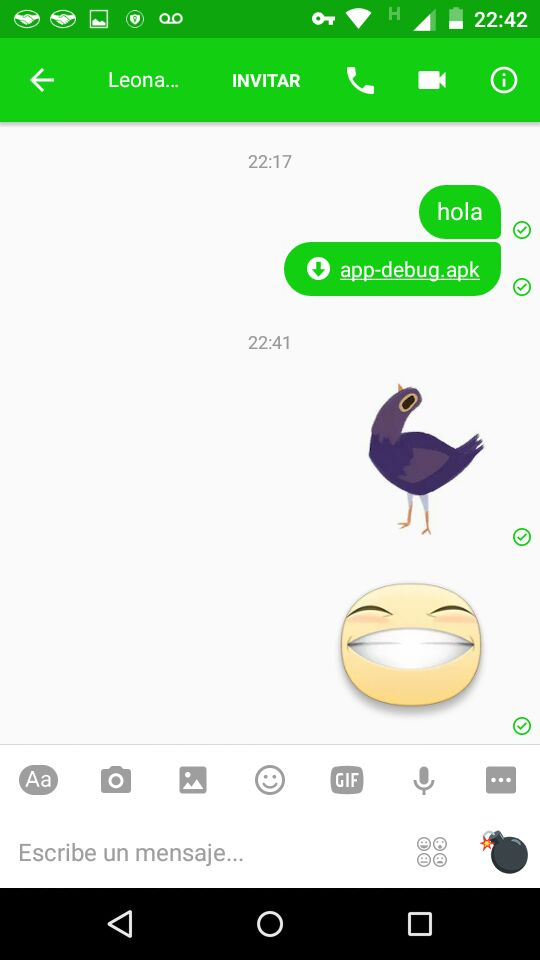 H 22:42
Leona... INVITAR
22:17
hola
app-debug.apk
22:41
Aa GIF
Escribe un mensaje...